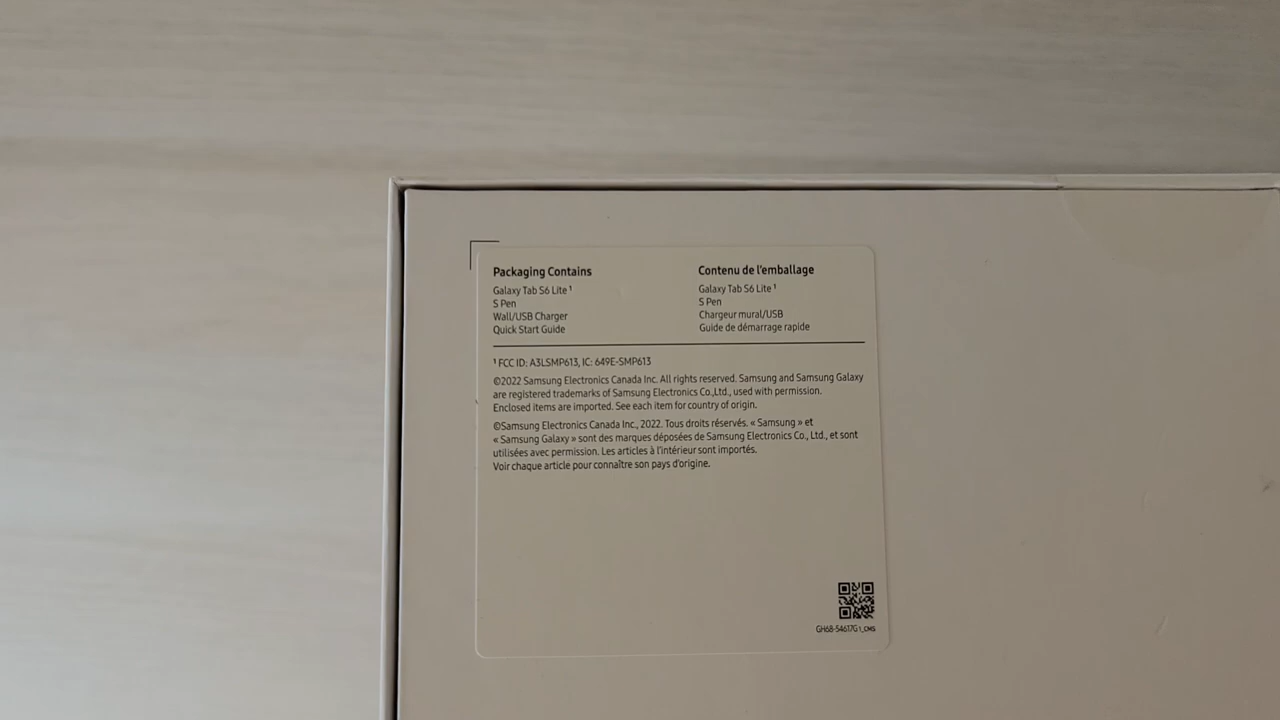 Packaging Contains
Galaxy Tab S6 Lite ¹
S Pen
Wall/USB Charger
Quick Start Guide
Contenu de l'emballage
Galaxy Tab S6 Lite ¹
S Pen
Chargeur mural/USB
Guide de démarrage rapide
¹ FCC ID: A3LSMP613, IC: 649E-SMP613
©2022 Samsung Electronics Canada Inc. All rights reserved. Samsung and Samsung Galaxy
are registered trademarks of Samsung Electronics Co.,Ltd., used with permission.
Enclosed items are imported. See each item for country of origin.
©Samsung Electronics Canada Inc., 2022. Tous droits réservés. « Samsung » et
« Samsung Galaxy » sont des marques déposées de Samsung Electronics Co., Ltd., et sont
utilisées avec permission. Les articles à l'intérieur sont importés.
Voir chaque article pour connaître son pays d'origine.
GH68-54617G